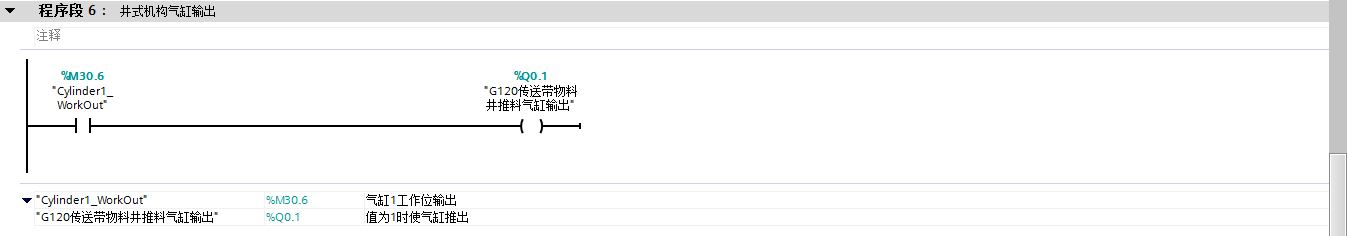 程序段 6： 井式机构气缸输出
注释
%M30.6
"Cylinder1_
WorkOut"
%Q0.1
"G120传送带物料
井推料气缸输出"
"Cylinder1_WorkOut" %M30.6 气缸1工作位输出
"G120传送带物料井推料气缸输出" %Q0.1 值为1时使气缸推出